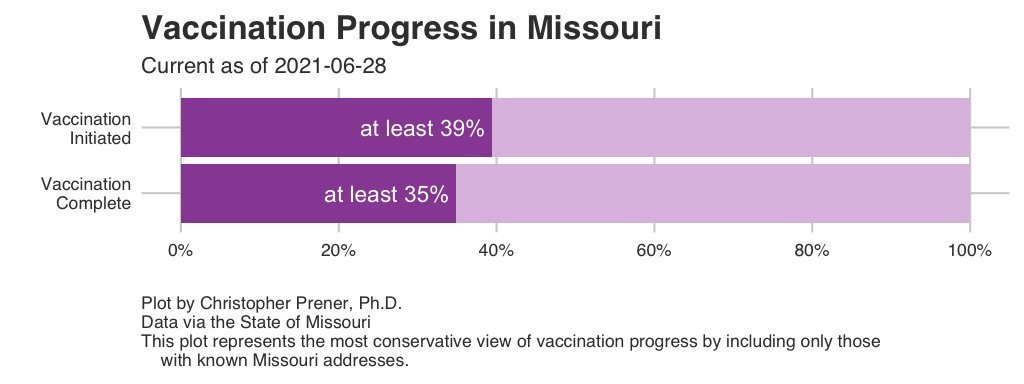 Vaccination Progress in Missouri
Current as of 2021-06-28
Vaccination
Initiated
at least 39%
Vaccination
Complete
at least 35%
0% 20% 40% 60% 80% 100%
Plot by Christopher Prener, Ph.D.
Data via the State of Missouri
This plot represents the most conservative view of vaccination progress by including only those
with known Missouri addresses.